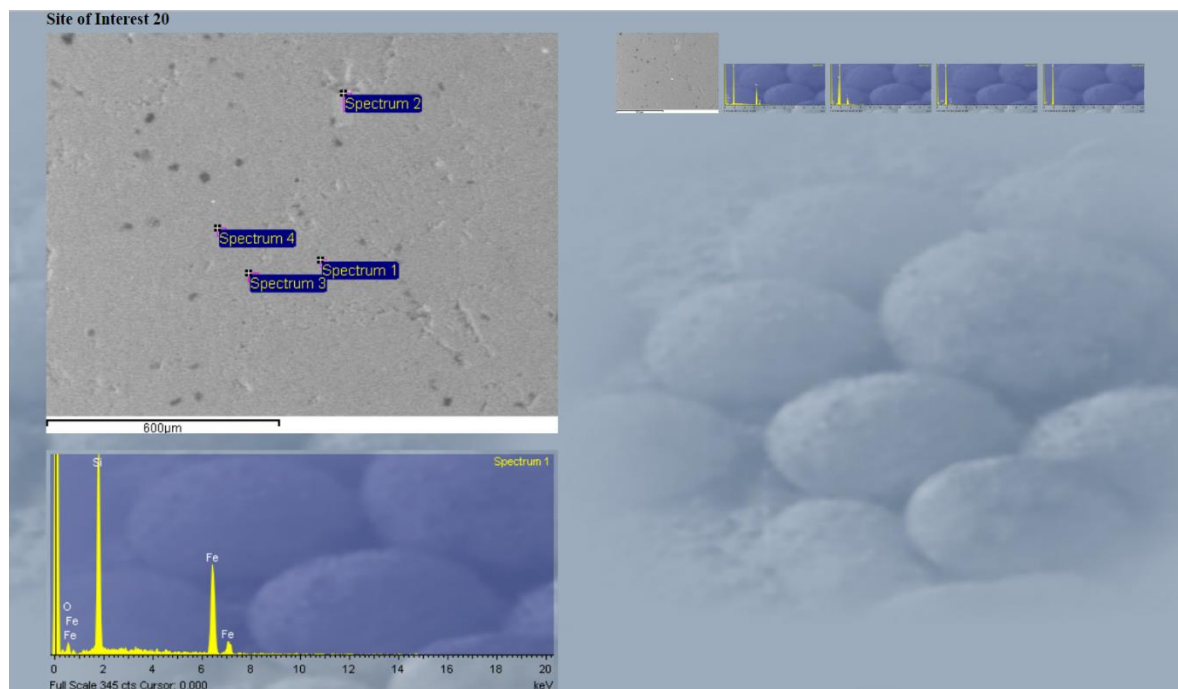 Site of Interest 20
Spectrum 2
Spectrum 4
Spectrum 1
Spectrum 3
600µm
Spectrum 1
Si
Fe
O
Fe
Fe
Fe
0 2 4 6 8 10 12 14 16 18 20
Full Scale 345 cts Cursor: 0.000 keV